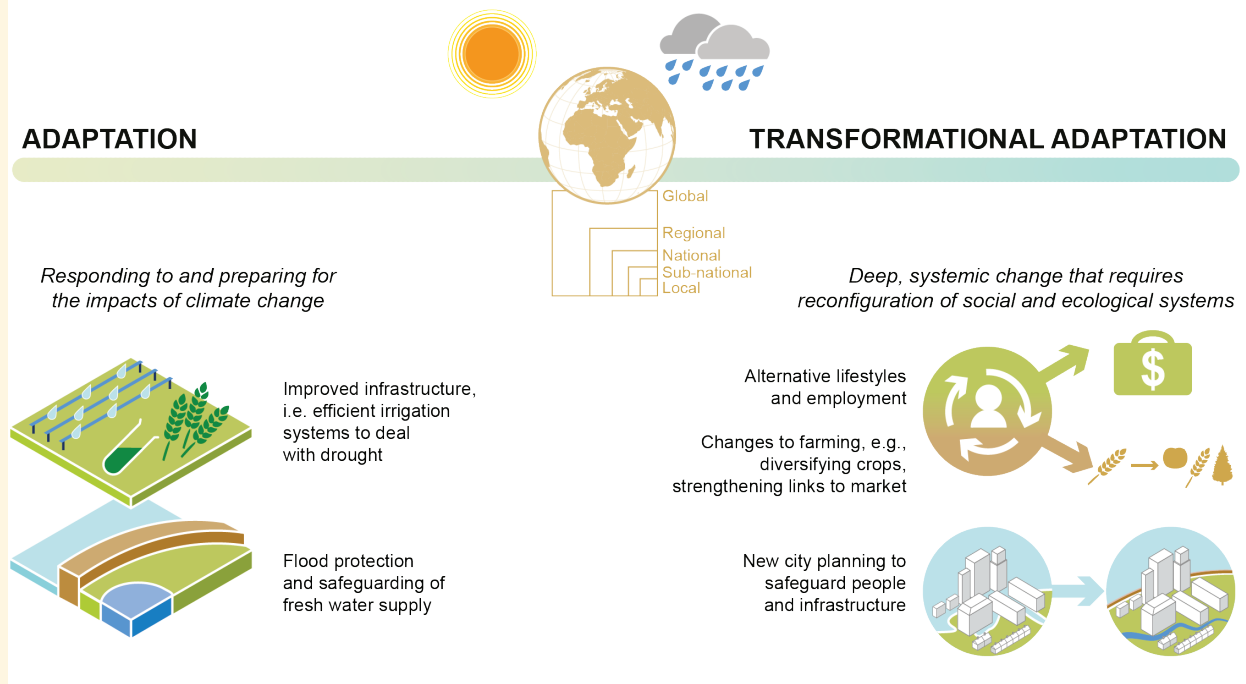 ADAPTATION
TRANSFORMATIONAL ADAPTATION
Global
Regional
National
Sub-national
Local
Responding to and preparing for
the impacts of climate change
Deep, systemic change that requires
reconfiguration of social and ecological systems
Improved infrastructure,
i.e. efficient irrigation
systems to deal
with drought
Flood protection
and safeguarding of
fresh water supply
Alternative lifestyles
and employment
$
Changes to farming, e.g.,
diversifying crops,
strengthening links to market
New city planning to
safeguard people
and infrastructure